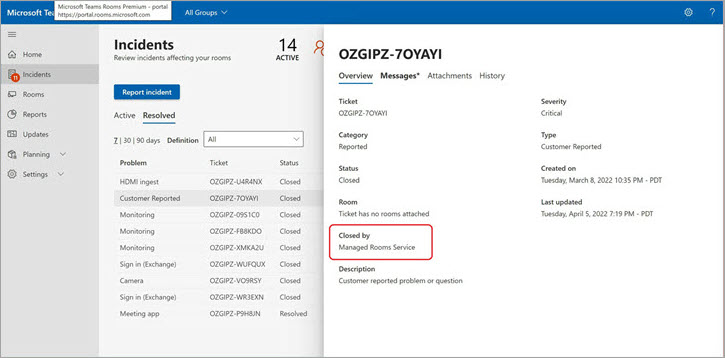 Microsoft Teams Rooms Premium - portal
https://portal.rooms.microsoft.com
Microsoft Team
All Groups
Home
Incidents
11
Rooms
Reports
Updates
Planning
Settings
Incidents
Review incidents affecting your rooms
14
ACTIVE
Report incident
Active Resolved
7 | 30 | 90 days Definition All
Problem Ticket Status
HDMI ingest OZGIPZ-U4R4NX Closed
Customer Reported OZGIPZ-7OYAYI Closed
Monitoring OZGIPZ-09S1C0 Closed
Monitoring OZGIPZ-FB8KDO Closed
Monitoring OZGIPZ-XMKA2U Closed
Sign in (Exchange) OZGIPZ-WUFQUX Closed
Camera OZGIPZ-VO9RSY Closed
Sign in (Exchange) OZGIPZ-WR3EXN Closed
Meeting app OZGIPZ-P9H8JN Resolved
OZGIPZ-7OYAYI
Overview Messages* Attachments History
Ticket
OZGIPZ-7OYAYI
Severity
Critical
Category
Reported
Type
Customer Reported
Status
Closed
Created on
Tuesday, March 8, 2022 10:35 PM - PDT
Room
Ticket has no rooms attached
Last updated
Tuesday, April 5, 2022 7:19 PM - PDT
Closed by
Managed Rooms Service
Description
Customer reported problem or question